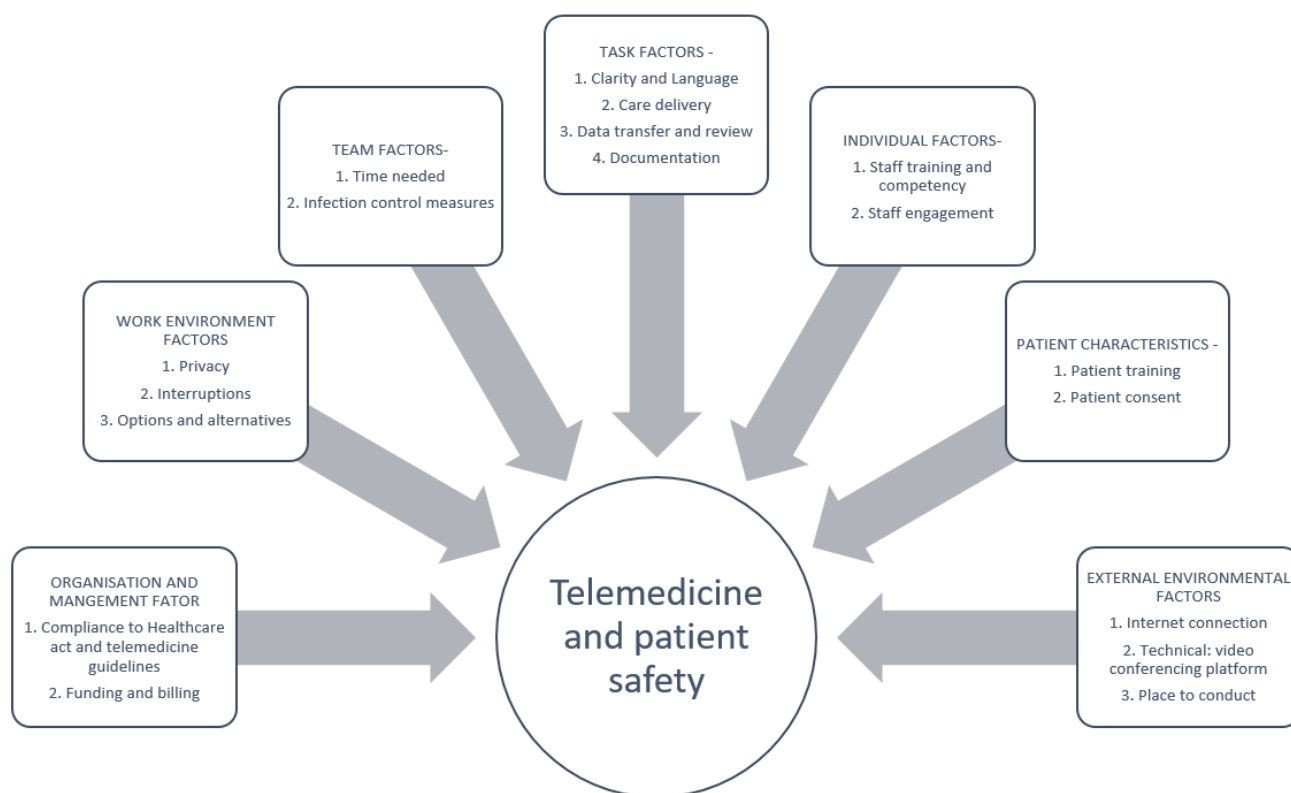 TASK FACTORS -
1. Clarity and Language
2. Care delivery
3. Data transfer and review
4. Documentation
TEAM FACTORS-
1. Time needed
2. Infection control measures
INDIVIDUAL FACTORS-
1. Staff training and
competency
2. Staff engagement
WORK ENVIRONMENT
FACTORS
1. Privacy
2. Interruptions
3. Options and alternatives
PATIENT CHARACTERISTICS -
1. Patient training
2. Patient consent
ORGANISATION AND
MANGEMENT FATOR
1. Compliance to Healthcare
act and telemedicine
guidelines
2. Funding and billing
Telemedicine
and patient
safety
EXTERNAL ENVIRONMENTAL
FACTORS
1. Internet connection
2. Technical: video
conferencing platform
3. Place to conduct